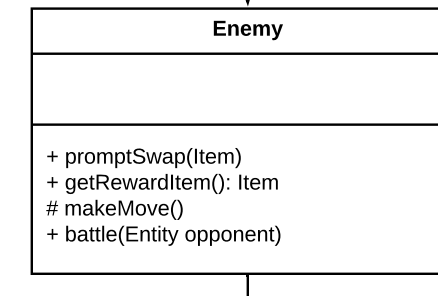 Enemy
+ promptSwap(Item)
+ getRewardItem(): Item
# makeMove()
+ battle(Entity opponent)